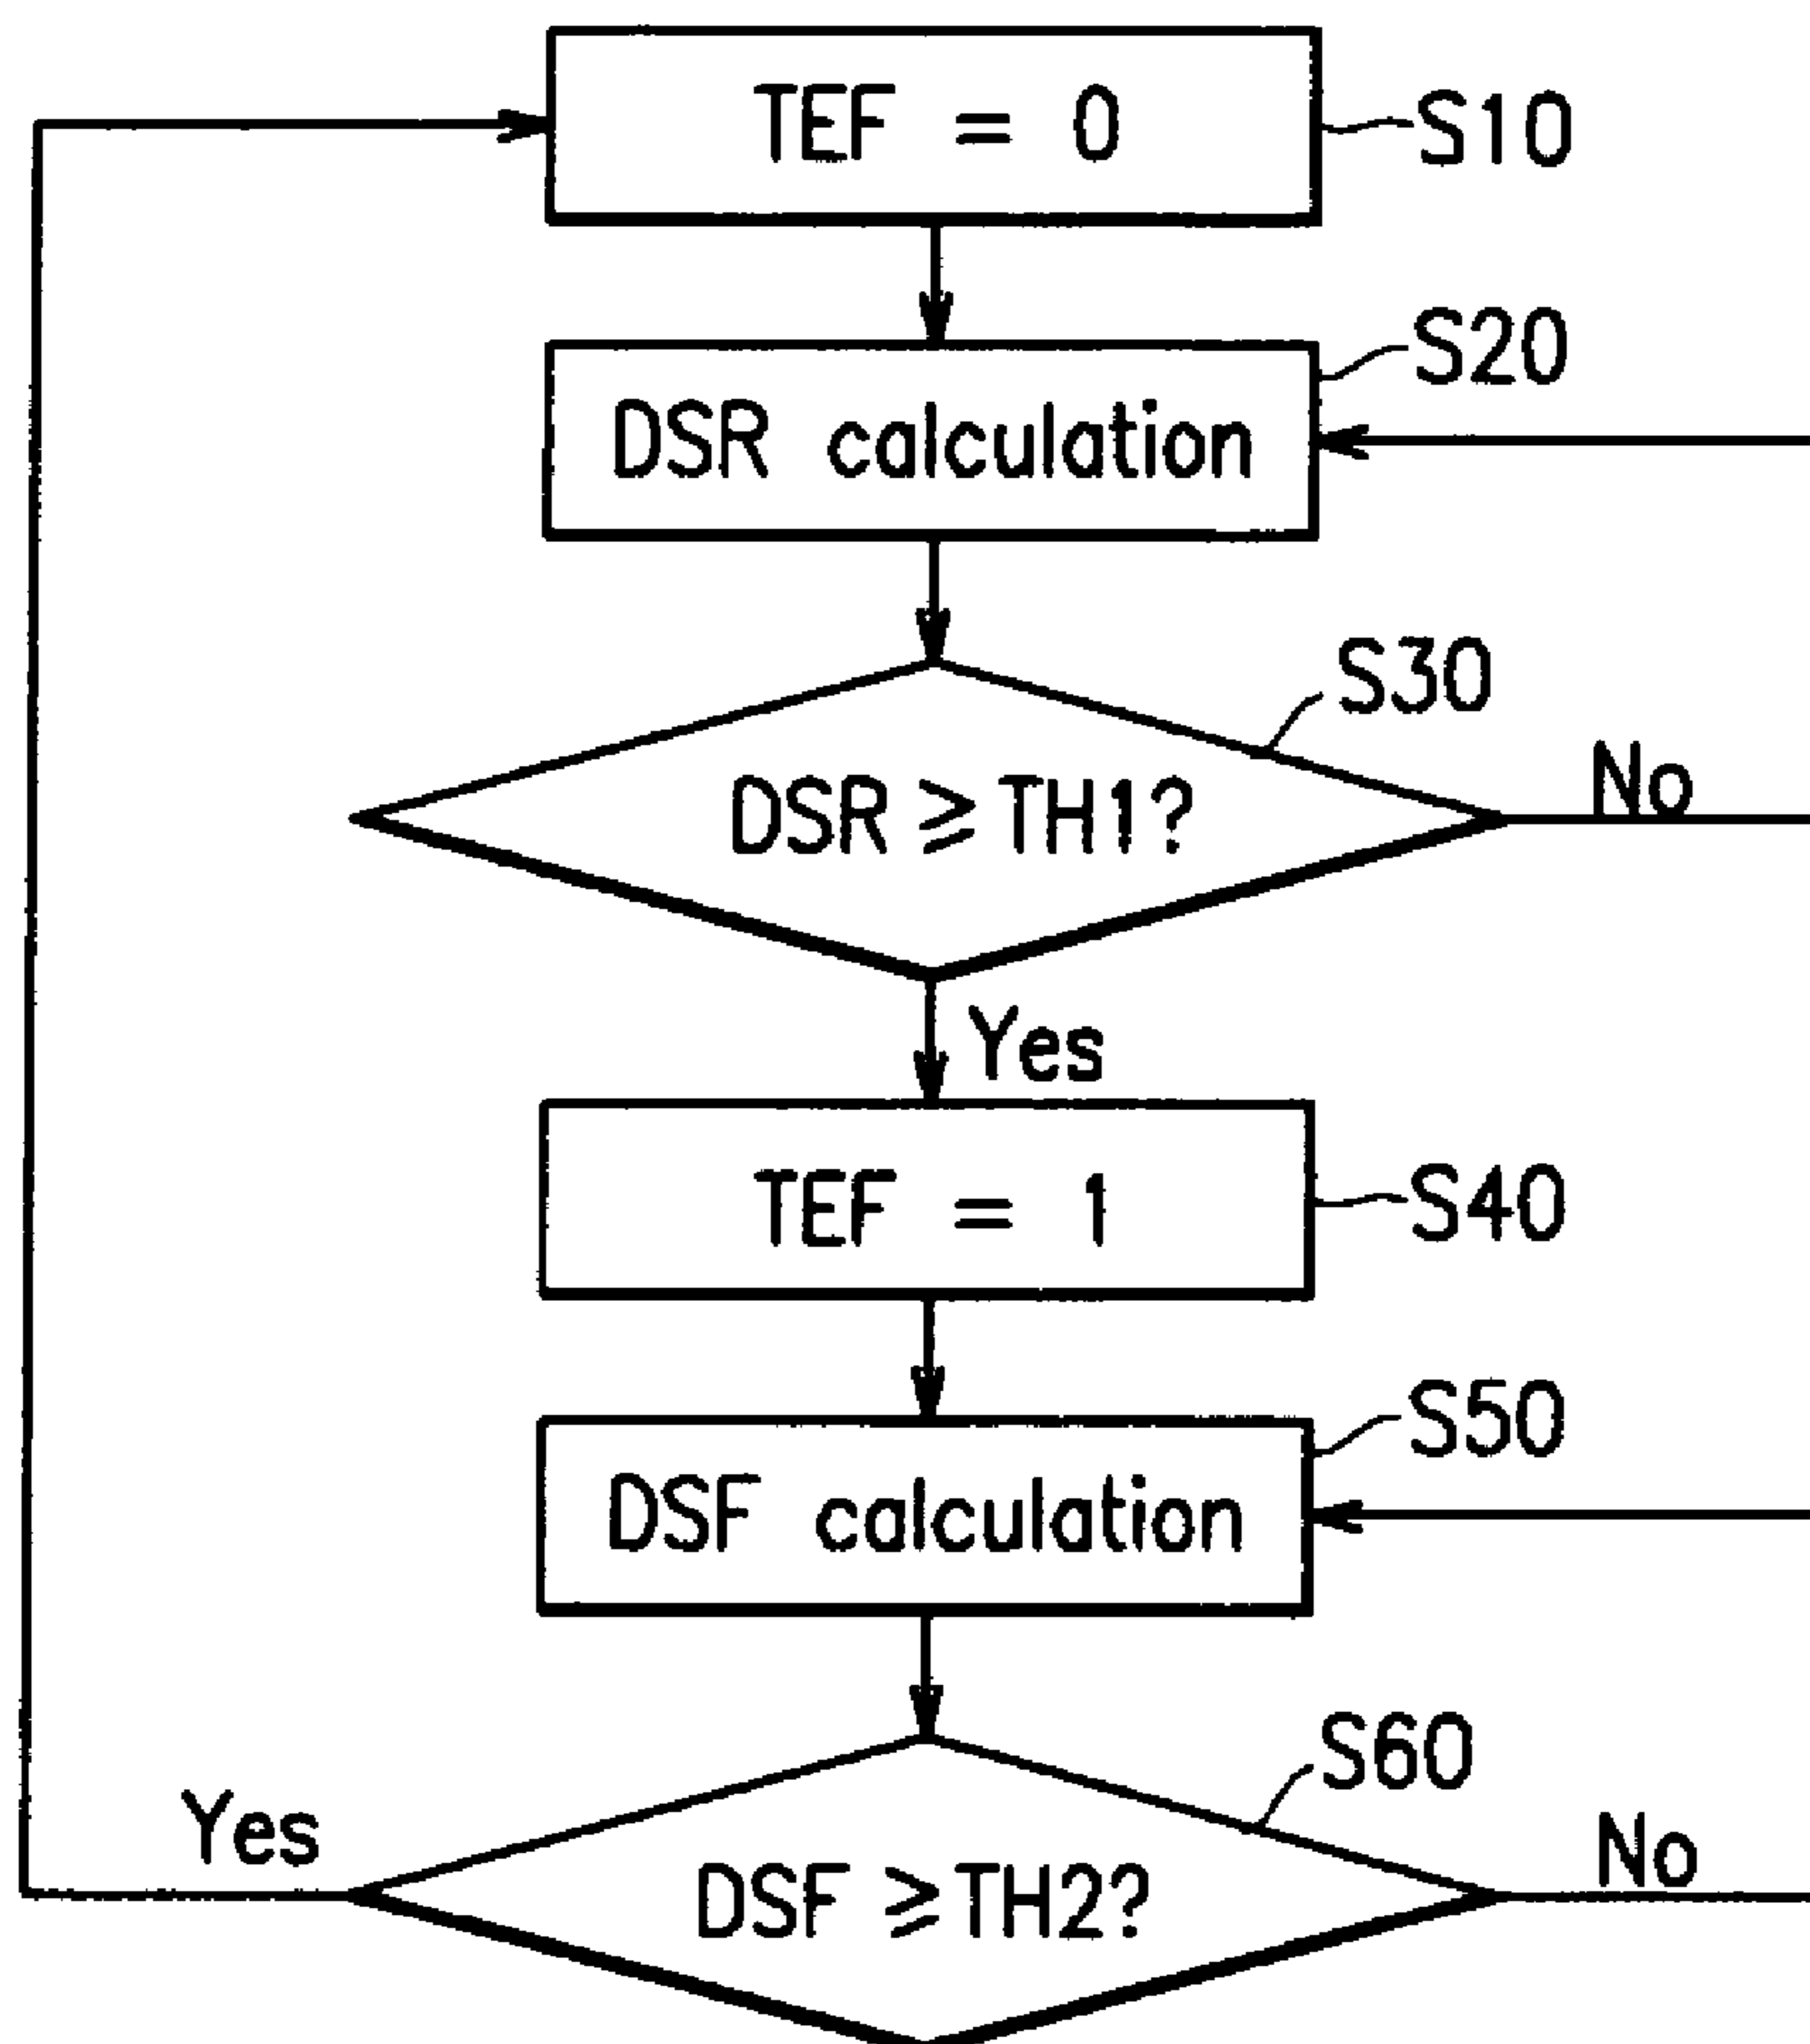 TEF = 0
S10
S20
DSR calculation
S30
DSR ≥ TH1?
No
Yes
TEF = 1
S40
S50
DSF calculation
S60
Yes
No
DSF ≥ TH2?